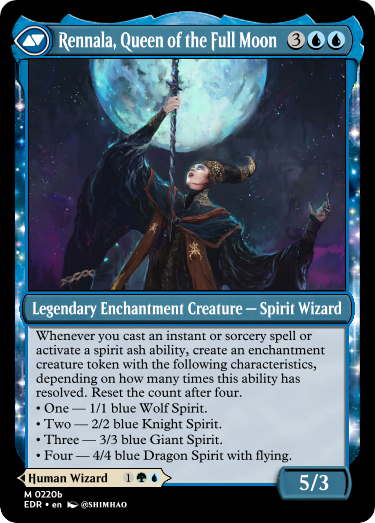 Rennala, Queen of the Full Moon 3
Legendary Enchantment Creature — Spirit Wizard
Whenever you cast an instant or sorcery spell or
activate a spirit ash ability, create an enchantment
creature token with the following characteristics,
depending on how many times this ability has
resolved. Reset the count after four.
• One — 1/1 blue Wolf Spirit.
• Two — 2/2 blue Knight Spirit.
• Three — 3/3 blue Giant Spirit.
• Four — 4/4 blue Dragon Spirit with flying.
Human Wizard 1
5/3
M 0220b
EDR • en @SHIMHAQ